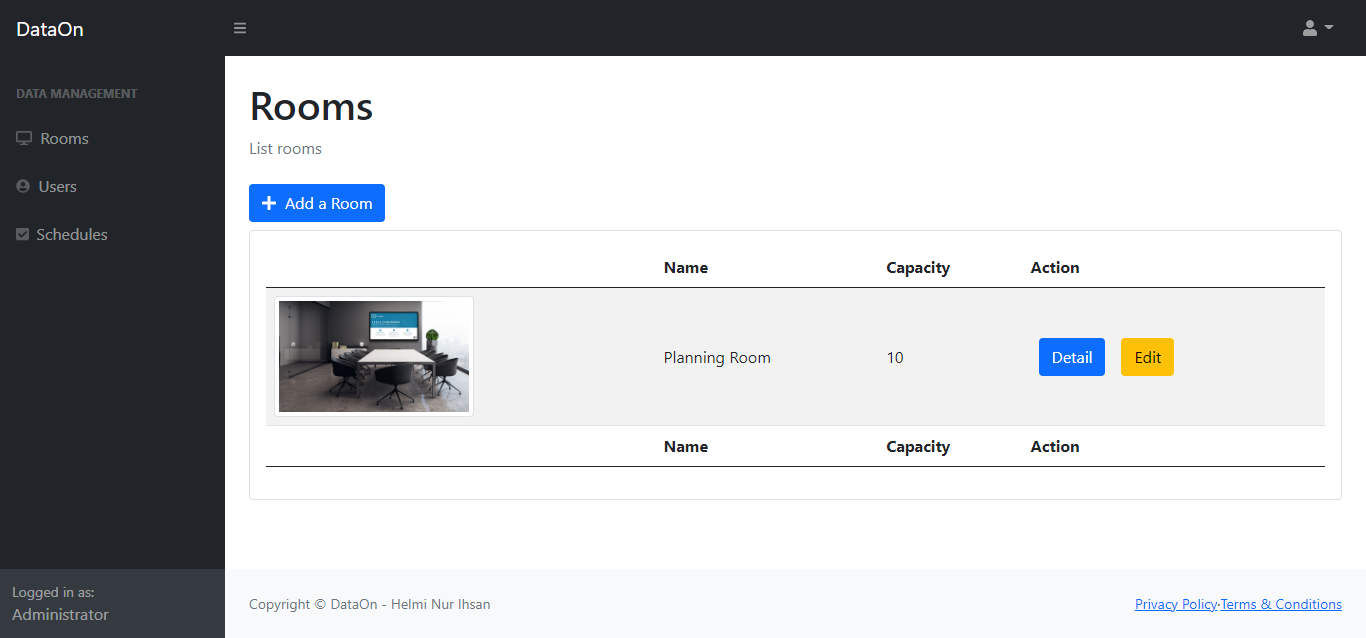 DataOn
DATA MANAGEMENT
Rooms
Users
Schedules
Logged in as:
Administrator
Rooms
List rooms
Add a Room
Name Capacity Action
Planning Room 10 Detail Edit
Name Capacity Action
Copyright © DataOn - Helmi Nur Ihsan
Privacy Policy·Terms & Conditions